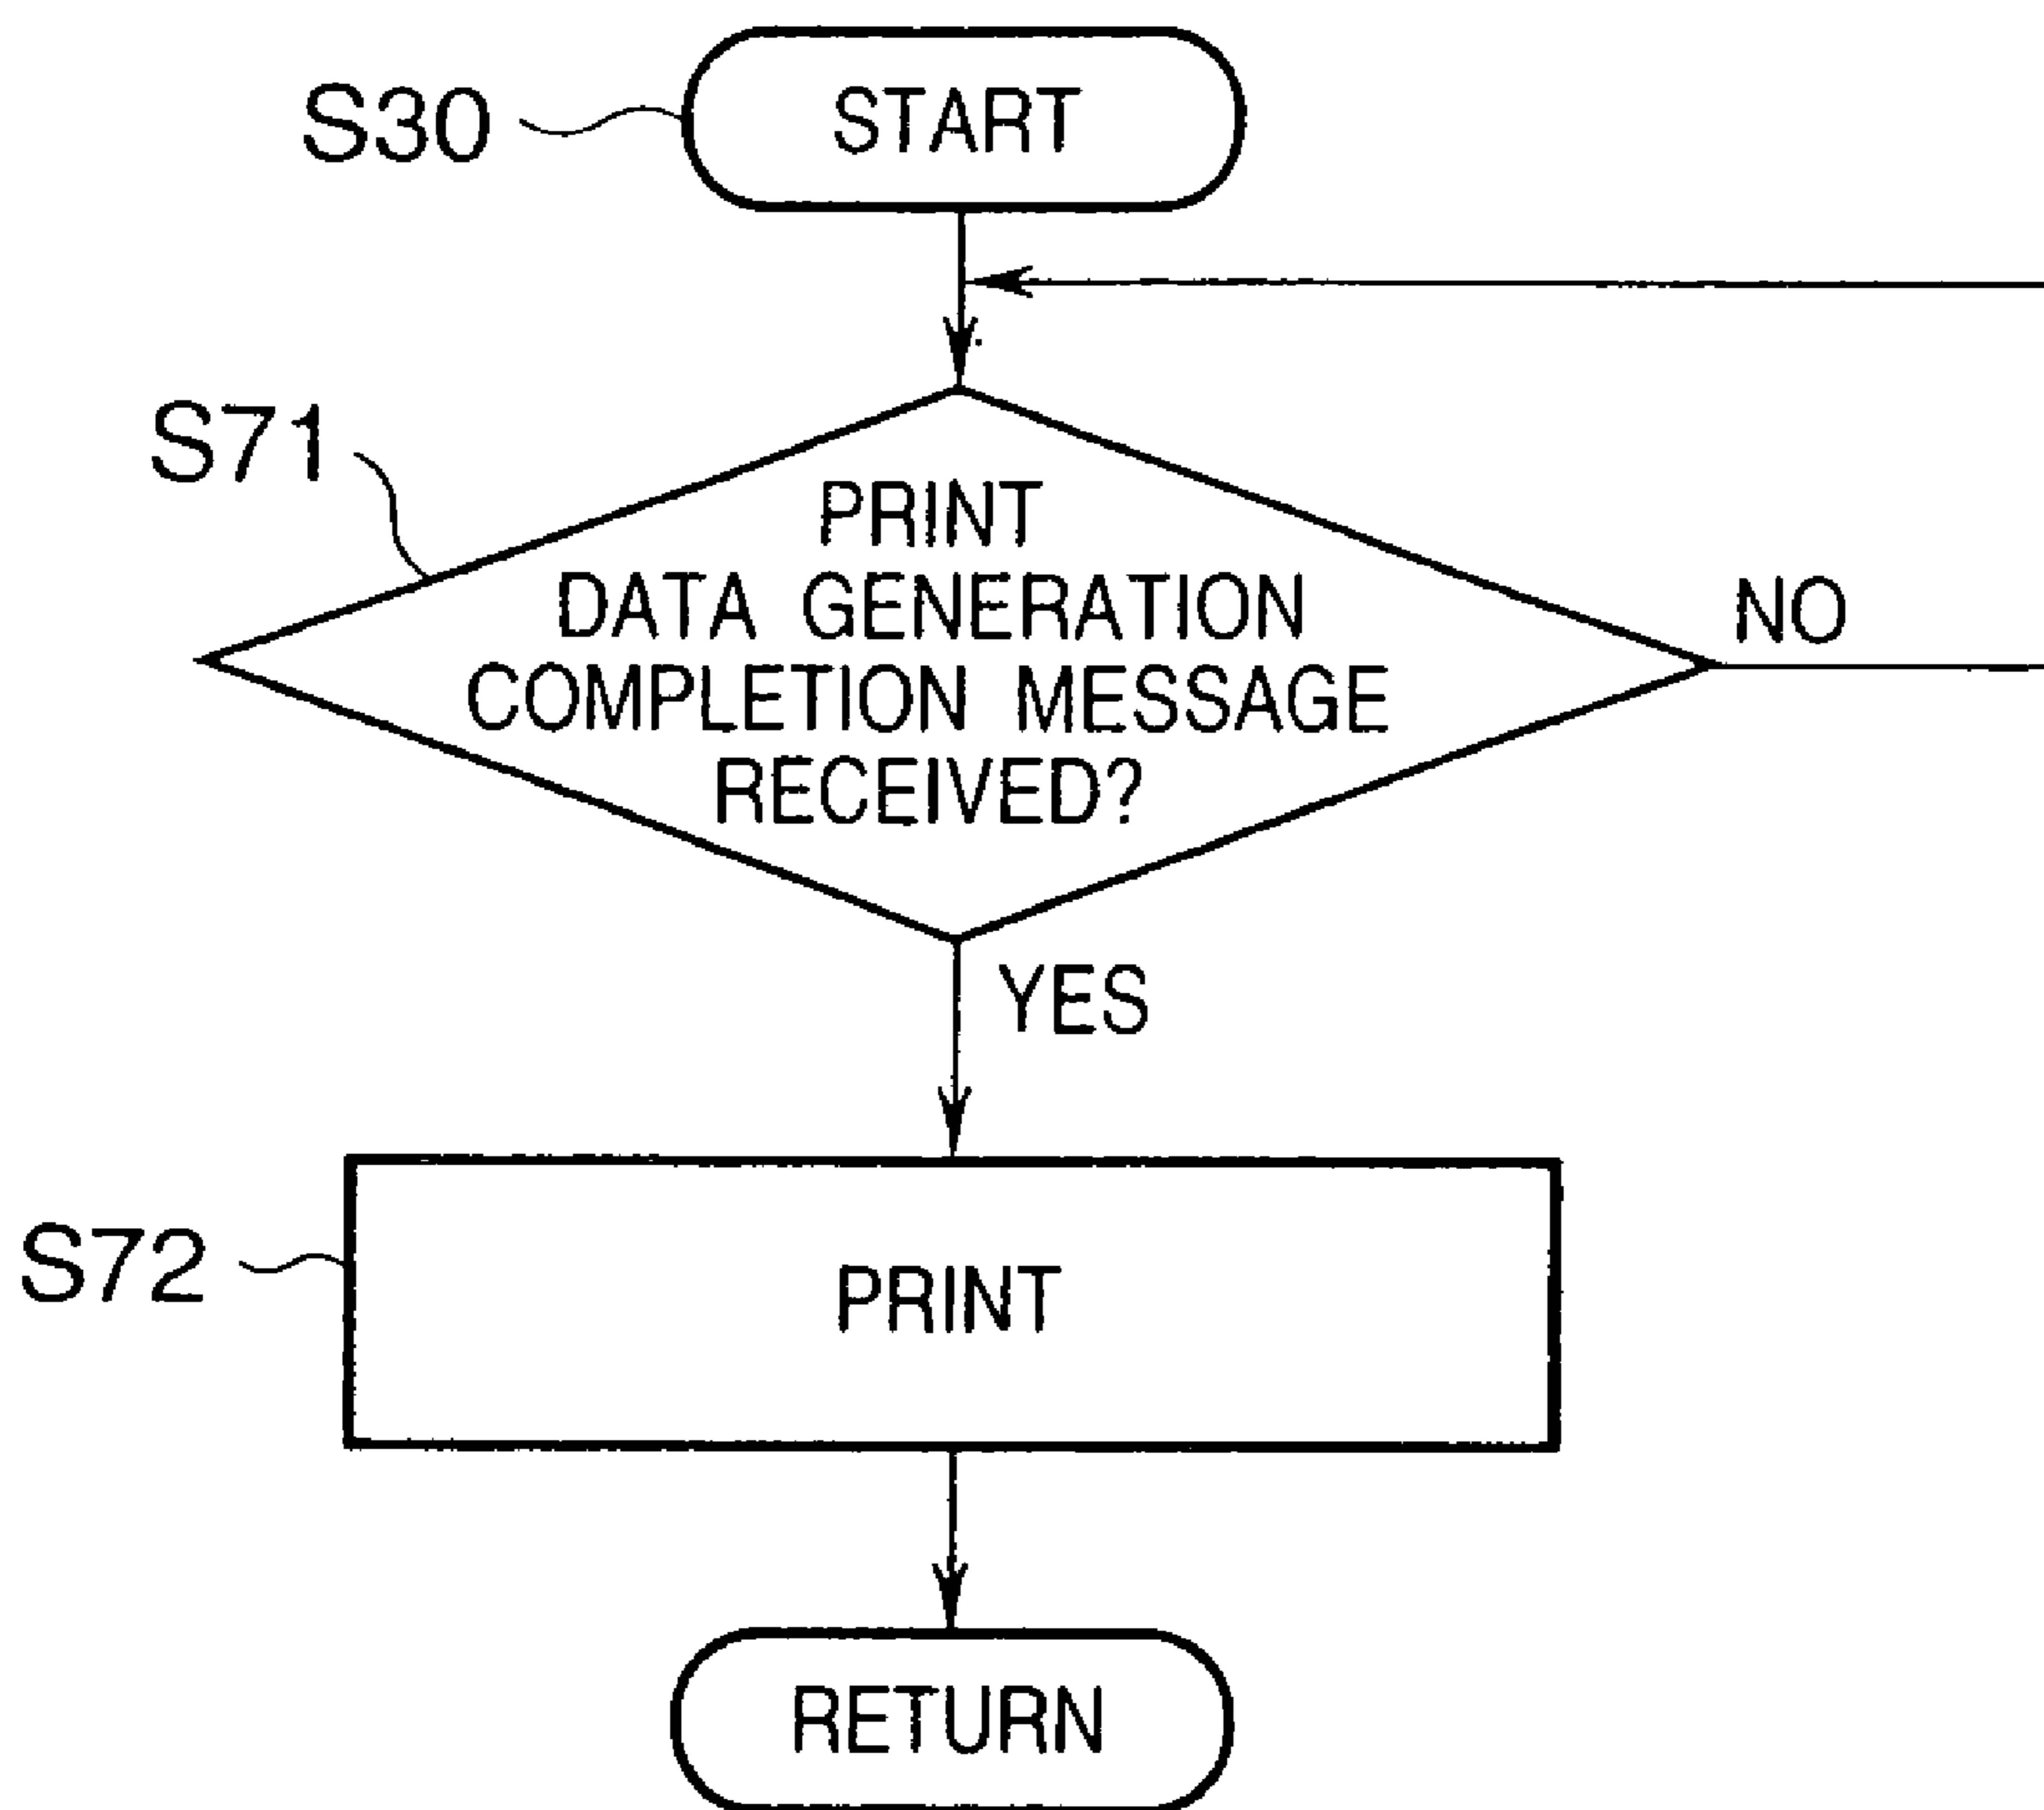 S30
START
S71
PRINT
DATA GENERATION
COMPLETION MESSAGE
RECEIVED?
NO
YES
S72
PRINT
RETURN